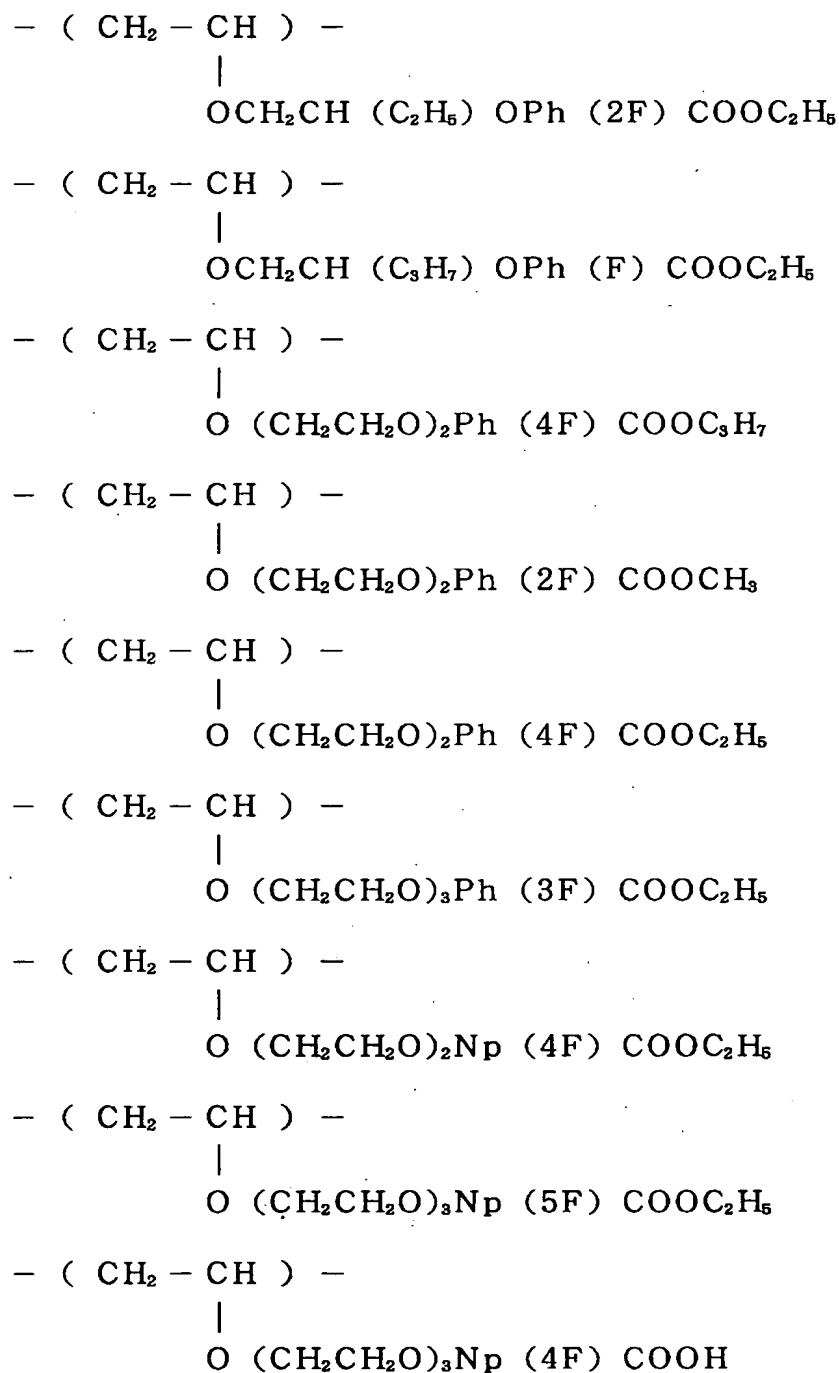 − ( CH₂ − CH ) −
|
OCH₂CH (C₂H₅) OPh (2F) COOC₂H₅
− ( CH₂ − CH ) −
|
OCH₂CH (C₃H₇) OPh (F) COOC₂H₅
− ( CH₂ − CH ) −
|
O (CH₂CH₂O)₂Ph (4F) COOC₃H₇
− ( CH₂ − CH ) −
|
O (CH₂CH₂O)₂Ph (2F) COOCH₃
− ( CH₂ − CH ) −
|
O (CH₂CH₂O)₂Ph (4F) COOC₂H₅
− ( CH₂ − CH ) −
|
O (CH₂CH₂O)₃Ph (3F) COOC₂H₅
− ( CH₂ − CH ) −
|
O (CH₂CH₂O)₂Np (4F) COOC₂H₅
− ( CH₂ − CH ) −
|
O (CH₂CH₂O)₃Np (5F) COOC₂H₅
− ( CH₂ − CH ) −
|
O (CH₂CH₂O)₃Np (4F) COOH